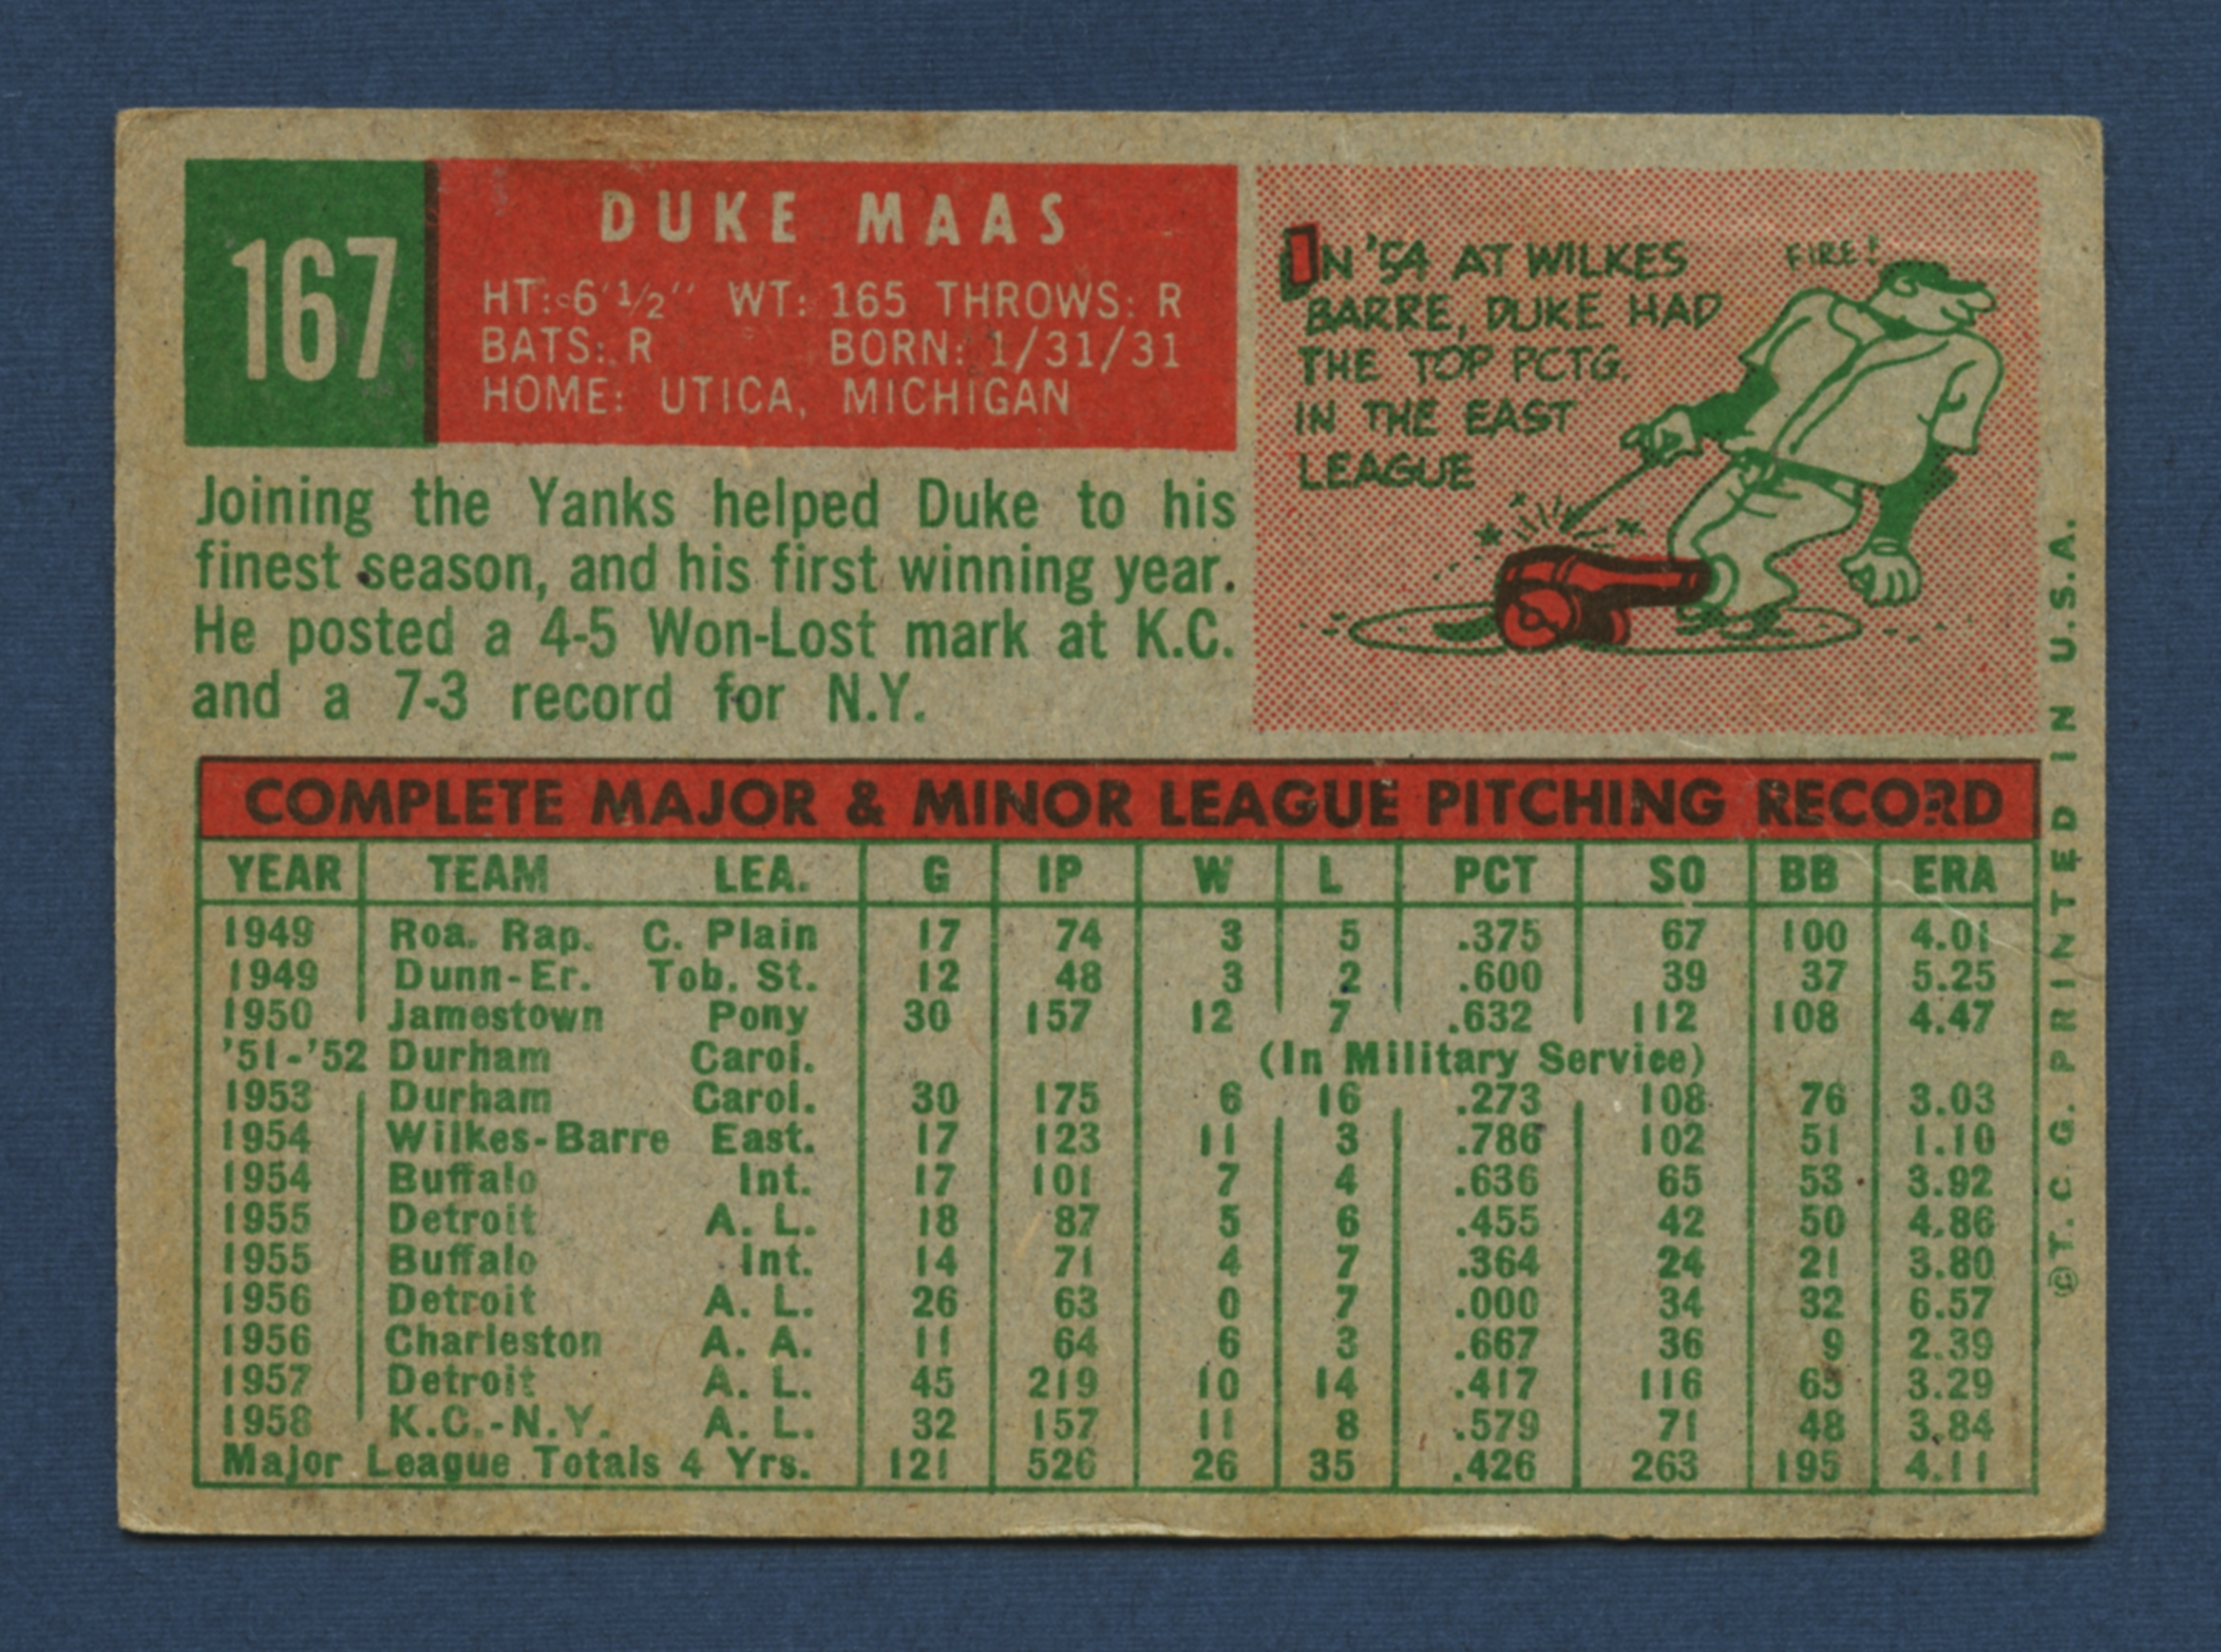 167
DUKE MAAS
HT: 6' 1/2" WT: 165 THROWS: R
BATS: R BORN: 1/31/31
HOME: UTICA, MICHIGAN
IN '54 AT WILKES
BARRE, DUKE HAD
THE TOP PCTG.
IN THE EAST
LEAGUE
FIRE!
Joining the Yanks helped Duke to his
finest season, and his first winning year.
He posted a 4-5 Won-Lost mark at K.C.
and a 7-3 record for N.Y.
COMPLETE MAJOR & MINOR LEAGUE PITCHING RECORD
YEAR TEAM LEA. G IP W L PCT SO BB ERA
1949 Roa. Rap. C. Plain 17 74 3 5 .375 67 100 4.01
1949 Dunn-Er. Tob. St. 12 48 3 2 .600 39 37 5.25
1950 Jamestown Pony 30 157 12 7 .632 112 108 4.47
'51-'52 Durham Carol. (In Military Service)
1953 Durham Carol. 30 175 6 16 .273 108 76 3.03
1954 Wilkes-Barre East. 17 123 11 3 .786 102 51 1.10
1954 Buffalo Int. 17 101 7 4 .636 65 53 3.92
1955 Detroit A. L. 18 87 5 6 .455 42 50 4.86
1955 Buffalo Int. 14 71 4 7 .364 24 21 3.80
1956 Detroit A. L. 26 63 0 7 .000 34 32 6.57
1956 Charleston A. A. 11 64 6 3 .667 36 9 2.39
1957 Detroit A. L. 45 219 10 14 .417 116 65 3.29
1958 K.C.-N.Y. A. L. 32 157 11 8 .579 71 48 3.84
Major League Totals 4 Yrs. 121 526 26 35 .426 263 195 4.11
© T. C. G. PRINTED IN U.S.A.